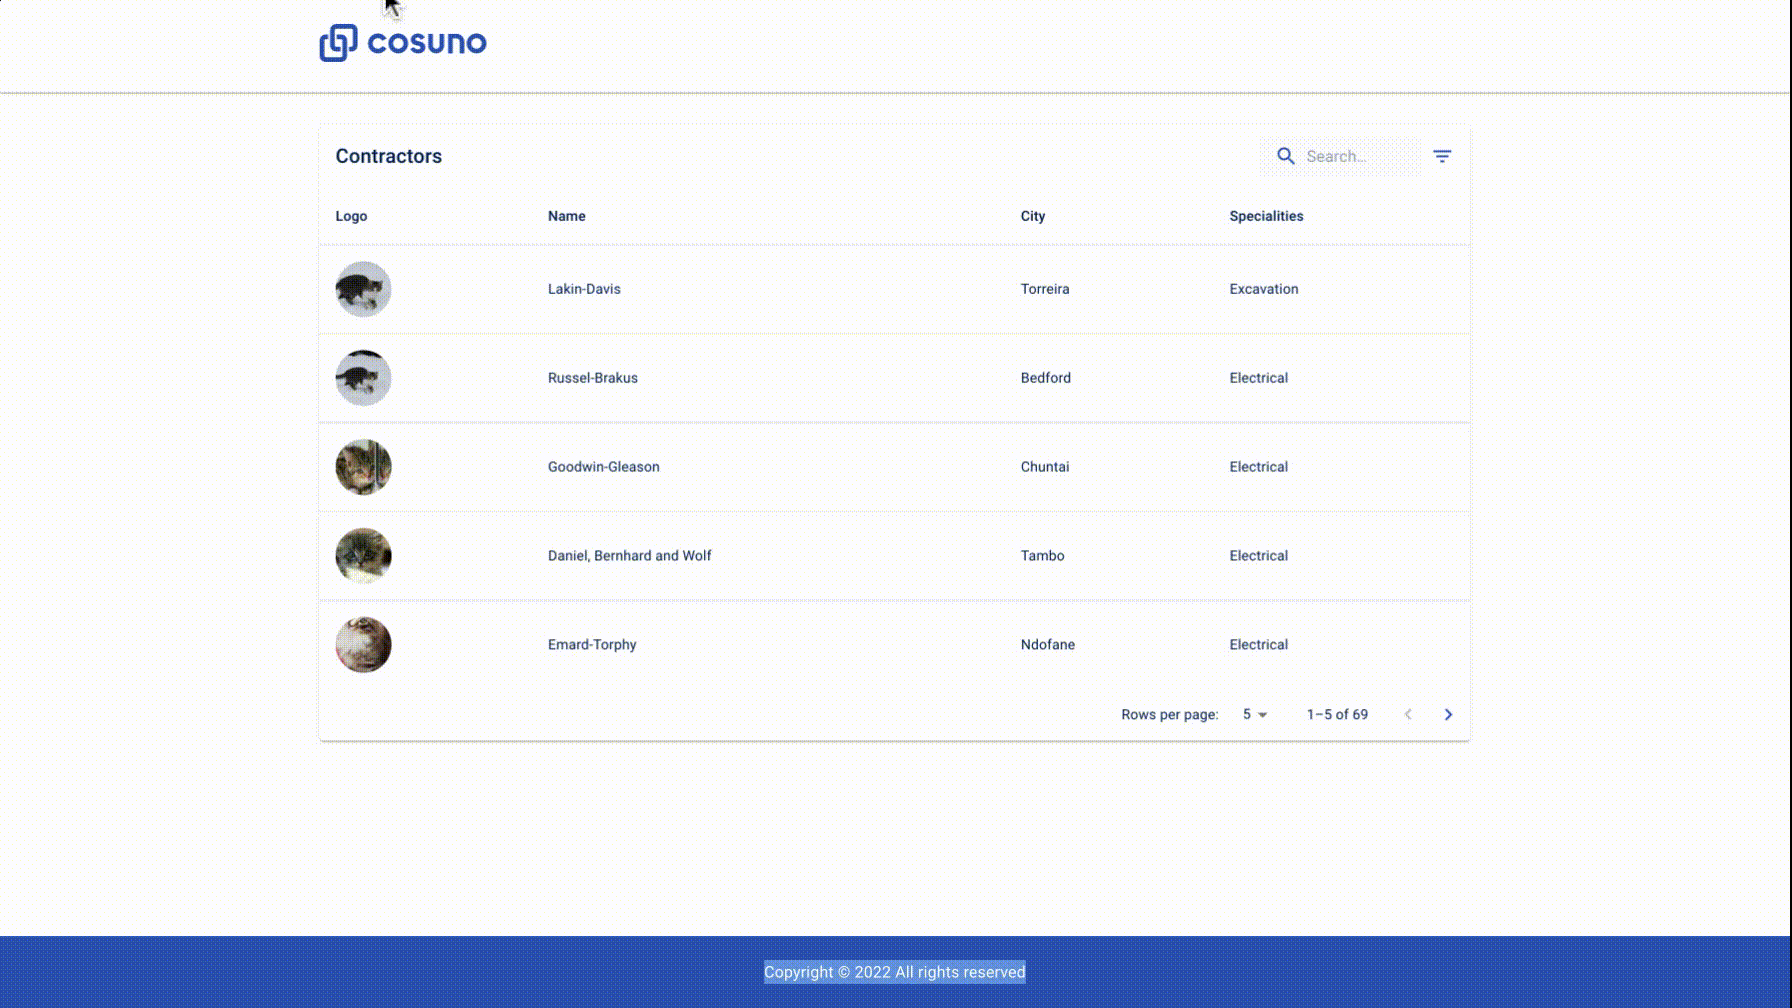 cosuno
Contractors
Search...
Logo Name City Specialities
Lakin-Davis Torreira Excavation
Russel-Brakus Bedford Electrical
Goodwin-Gleason Chuntai Electrical
Daniel, Bernhard and Wolf Tambo Electrical
Emard-Torphy Ndofane Electrical
Rows per page: 5 1–5 of 69
Copyright © 2022 All rights reserved